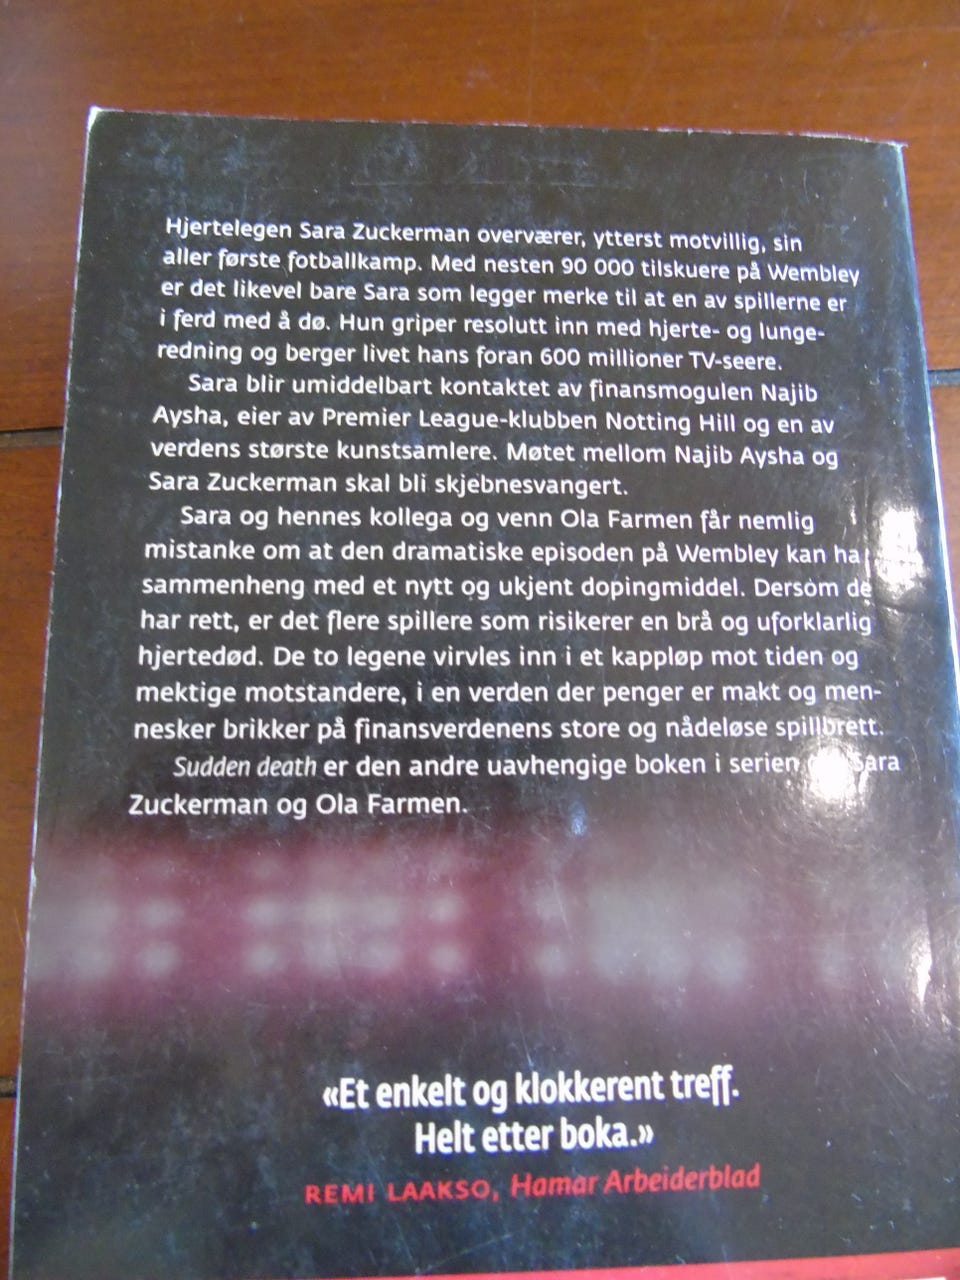 Hjertelegen Sara Zuckerman overværer, ytterst motvillig, sin
aller første fotballkamp. Med nesten 90 000 tilskuere på Wembley
er det likevel bare Sara som legger merke til at en av spillerne er
i ferd med å dø. Hun griper resolutt inn med hjerte- og lunge-
redning og berger livet hans foran 600 millioner TV-seere.
Sara blir umiddelbart kontaktet av finansmogulen Najib
Aysha, eier av Premier League-klubben Notting Hill og en av
verdens største kunstsamlere. Møtet mellom Najib Aysha og
Sara Zuckerman skal bli skjebnesvangert.
Sara og hennes kollega og venn Ola Farmen får nemlig
mistanke om at den dramatiske episoden på Wembley kan ha
sammenheng med et nytt og ukjent dopingmiddel. Dersom de
har rett, er det flere spillere som risikerer en brå og uforklarlig
hjertedød. De to legene virvles inn i et kappløp mot tiden og
mektige motstandere, i en verden der penger er makt og men-
nesker brikker på finansverdenens store og nådeløse spillbrett.
Sudden death er den andre uavhengige boken i serien Sara
Zuckerman og Ola Farmen.
«Et enkelt og klokkerent treff.
Helt etter boka.»
REMI LAAKSO, Hamar Arbeiderblad